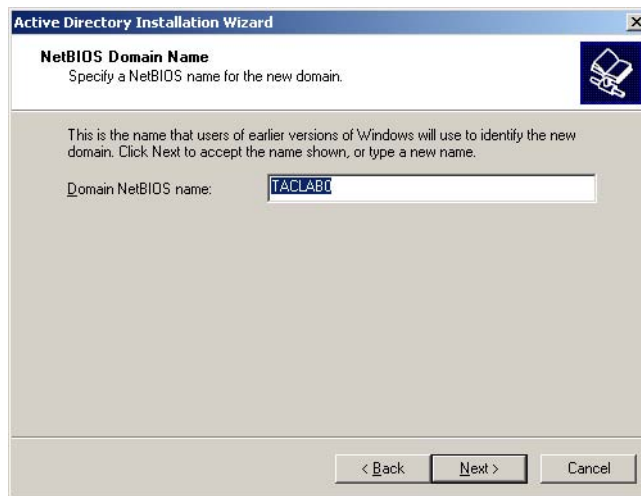 Active Directory Installation Wizard
NetBIOS Domain Name
Specify a NetBIOS name for the new domain.
This is the name that users of earlier versions of Windows will use to identify the new
domain. Click Next to accept the name shown, or type a new name.
Domain NetBIOS name: TACLAB0
< Back Next > Cancel